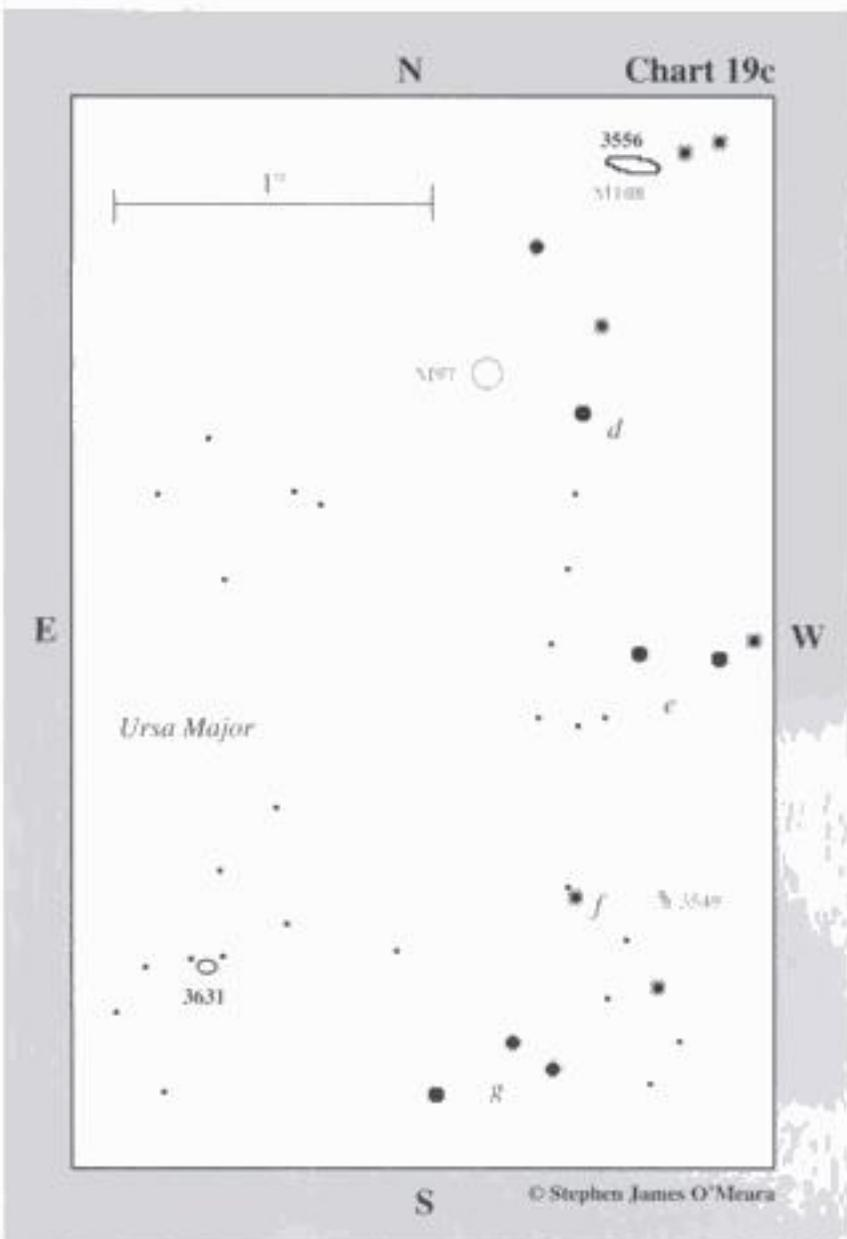 N
Chart 19c
3556
M108
1°
M97
d
E
W
e
Ursa Major
f
3549
3631
g
S
© Stephen James O'Meara